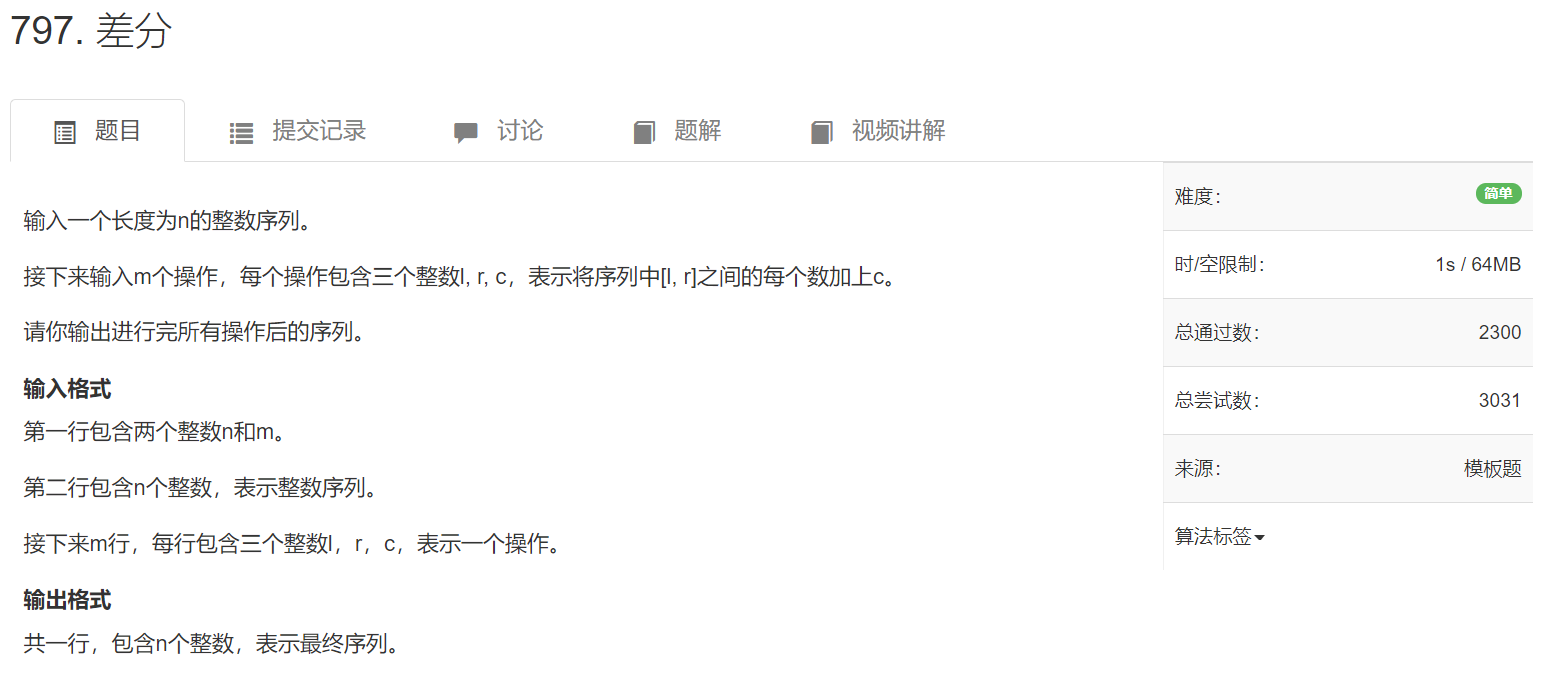 797. 差分
题目 提交记录 讨论 题解 视频讲解
输入一个长度为n的整数序列。
接下来输入m个操作，每个操作包含三个整数l, r, c，表示将序列中[l, r]之间的每个数加上c。
请你输出进行完所有操作后的序列。
输入格式
第一行包含两个整数n和m。
第二行包含n个整数，表示整数序列。
接下来m行，每行包含三个整数l，r，c，表示一个操作。
输出格式
共一行，包含n个整数，表示最终序列。
难度： 简单
时/空限制： 1s / 64MB
总通过数： 2300
总尝试数： 3031
来源： 模板题
算法标签